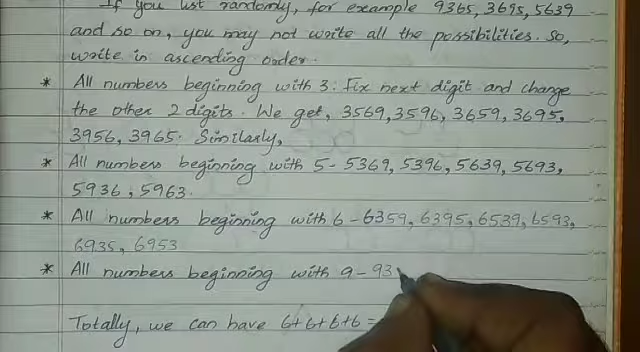 If you list randomly, for example 9365, 3695, 5639
and so on, you may not write all the possibilities. So,
write in ascending order.
* All numbers beginning with 3: Fix next digit and change
the other 2 digits. We get, 3569, 3596, 3659, 3695,
3956, 3965. Similarly,
* All numbers beginning with 5 - 5369, 5396, 5639, 5693,
5936, 5963.
* All numbers beginning with 6 - 6359, 6395, 6539, 6593,
6935, 6953
* All numbers beginning with 9 - 93
Totally, we can have 6+6+6+6 =